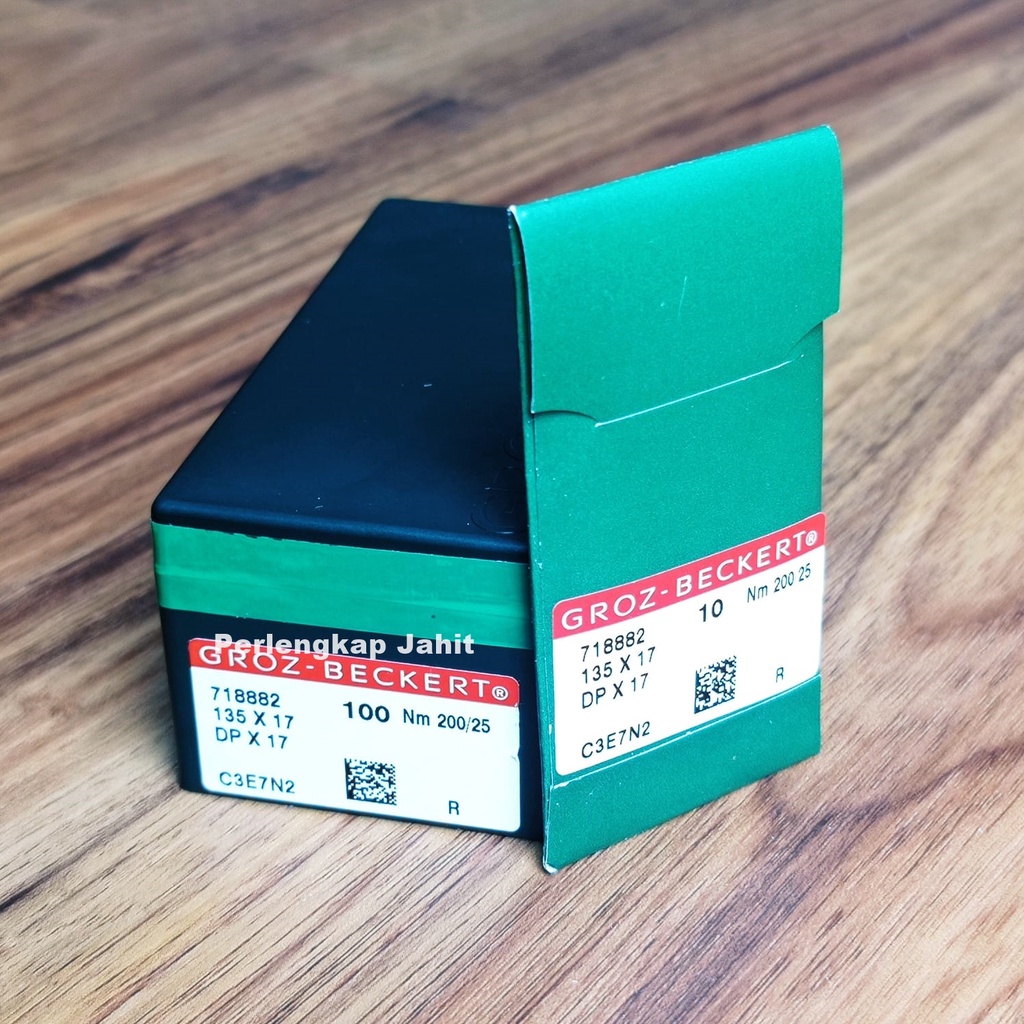 Perlengkap Jahit
GROZ-BECKERT®
718882
135 X 17
DP X 17
100 Nm 200/25
C3E7N2
R
GROZ-BECKERT®
718882
135 X 17
DP X 17
10 Nm 200/25
C3E7N2
R